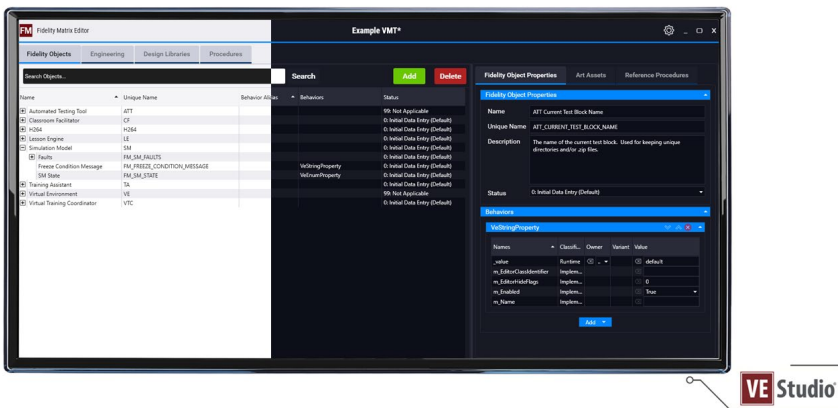 FM Fidelity Matrix Editor
Example VMT*
Fidelity Objects Engineering Design Libraries Procedures
Search Objects...
Search Add Delete
Name Unique Name Behavior Alias Behaviors Status
Automated Testing Tool ATT 99: Not Applicable
Classroom Facilitator CF 0: Initial Data Entry (Default)
H264 H264 0: Initial Data Entry (Default)
Lesson Engine LE 0: Initial Data Entry (Default)
Simulation Model SM 0: Initial Data Entry (Default)
Faults FM_SM_FAULTS 0: Initial Data Entry (Default)
Freeze Condition Message FM_FREEZE_CONDITION_MESSAGE VeStringProperty 0: Initial Data Entry (Default)
SM State FM_SM_STATE VeEnumProperty 0: Initial Data Entry (Default)
Training Assistant TA 0: Initial Data Entry (Default)
Virtual Environment VE 99: Not Applicable
Virtual Training Coordinator VTC 0: Initial Data Entry (Default)
Fidelity Object Properties Art Assets Reference Procedures
Fidelity Object Properties
Name ATT Current Test Block Name
Unique Name ATT_CURRENT_TEST_BLOCK_NAME
Description The name of the current test block. Used for keeping unique
directories and/or zip files.
Status 0: Initial Data Entry (Default)
Behaviors
VeStringProperty
Names Classifi... Owner Variant Value
_value Runtime default
m_EditorClassIdentifier Implem...
m_EditorHideFlags Implem... 0
m_Enabled Implem... True
m_Name Implem...
Add
VE Studio